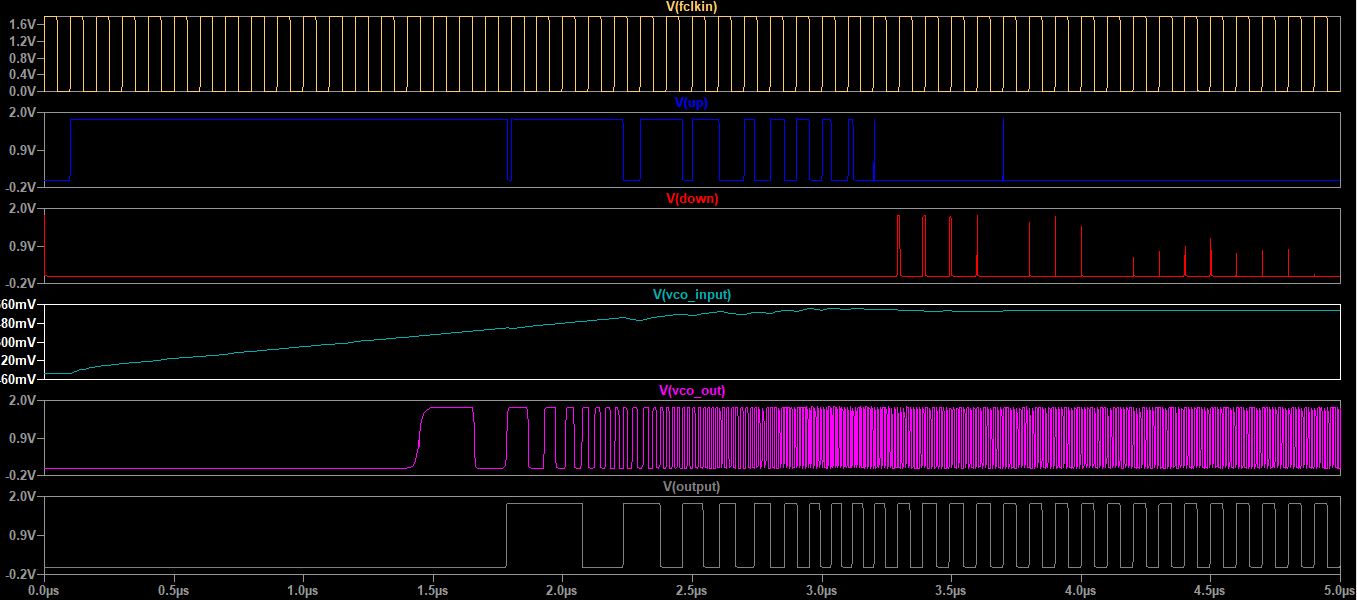 V(fclkin)
1.6V
1.2V
0.8V
0.4V
0.0V
V(up)
2.0V
0.9V
-0.2V
V(down)
2.0V
0.9V
-0.2V
V(vco_input)
60mV
80mV
00mV
20mV
60mV
V(vco_out)
2.0V
0.9V
-0.2V
V(output)
2.0V
0.9V
-0.2V
0.0µs 0.5µs 1.0µs 1.5µs 2.0µs 2.5µs 3.0µs 3.5µs 4.0µs 4.5µs 5.0µs